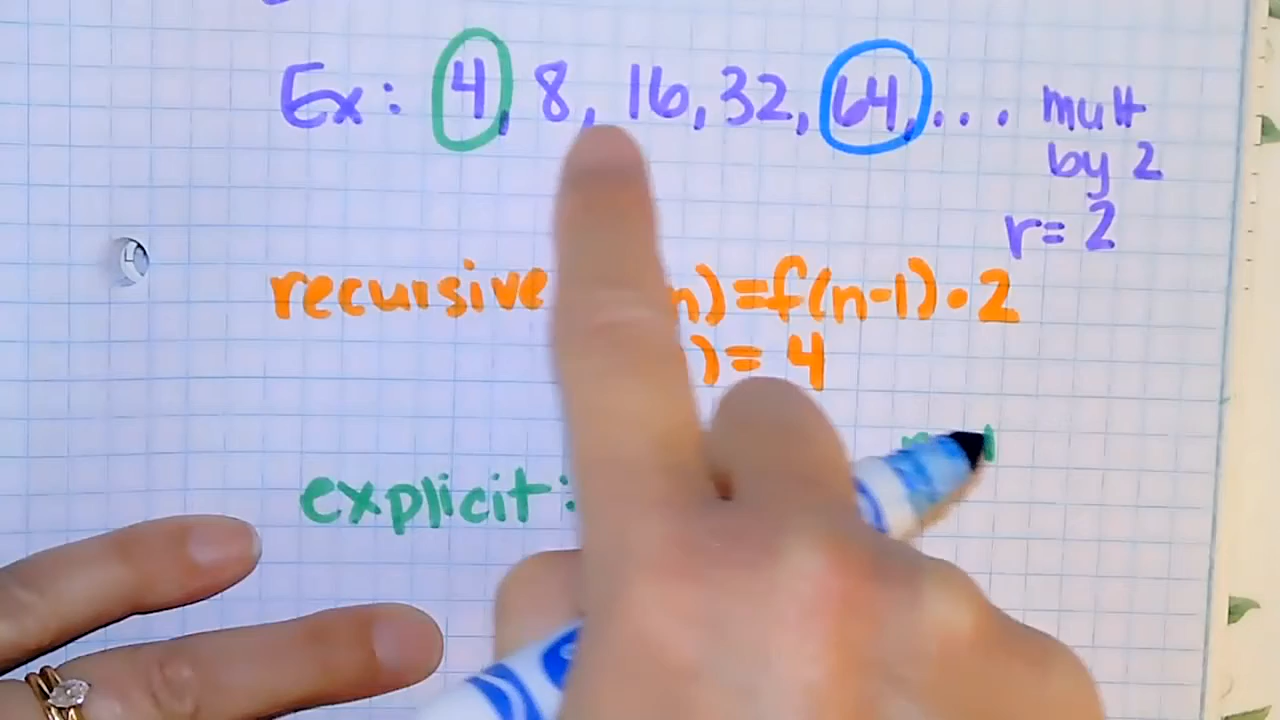 Ex: 4, 8, 16, 32, 64, ... mult
by 2
r = 2
recursive n) = f(n-1) • 2
) = 4
explicit: